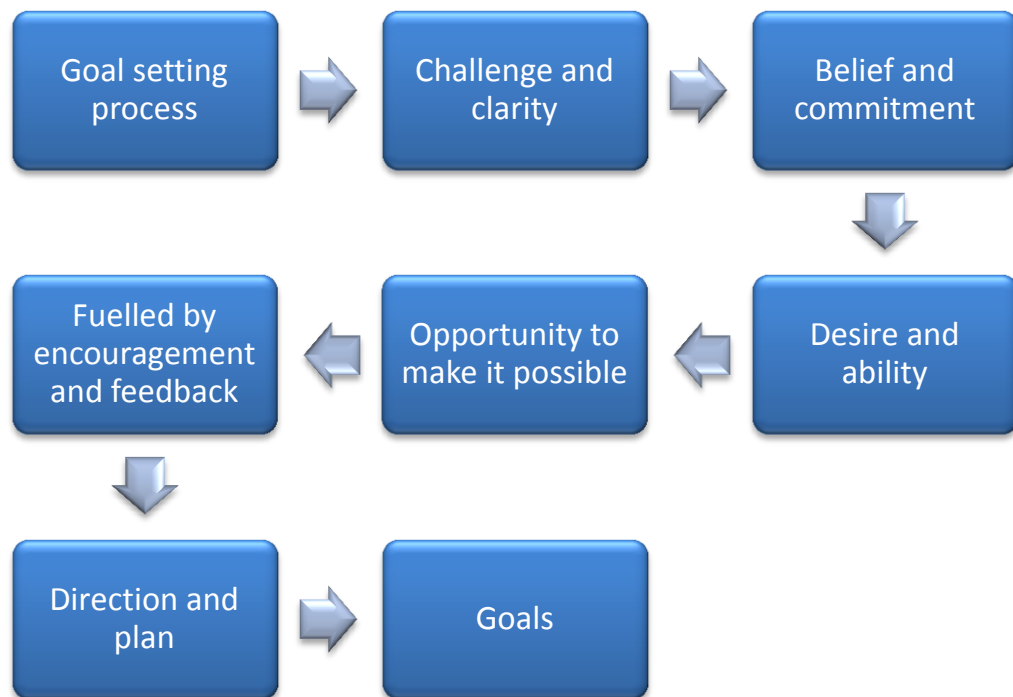 Goal setting
process
Challenge and
clarity
Belief and
commitment
Desire and
ability
Opportunity to
make it possible
Fuelled by
encouragement
and feedback
Direction and
plan
Goals